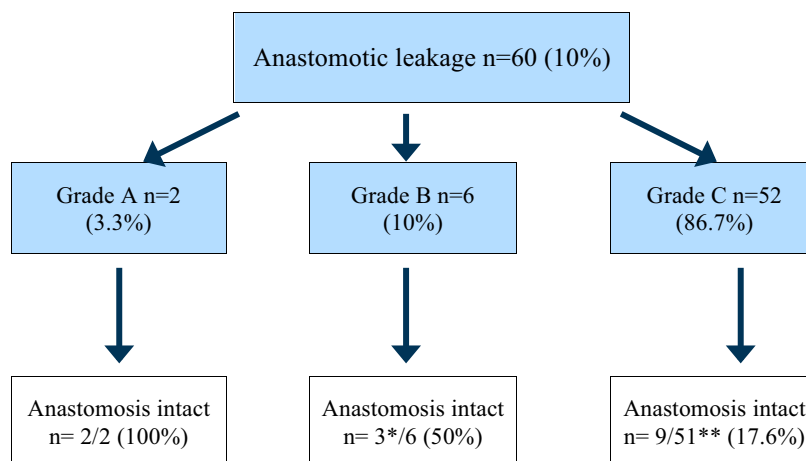 Anastomotic leakage n=60 (10%)
Grade A n=2
(3.3%)
Grade B n=6
(10%)
Grade C n=52
(86.7%)
Anastomosis intact
n= 2/2 (100%)
Anastomosis intact
n= 3*/6 (50%)
Anastomosis intact
n= 9/51** (17.6%)